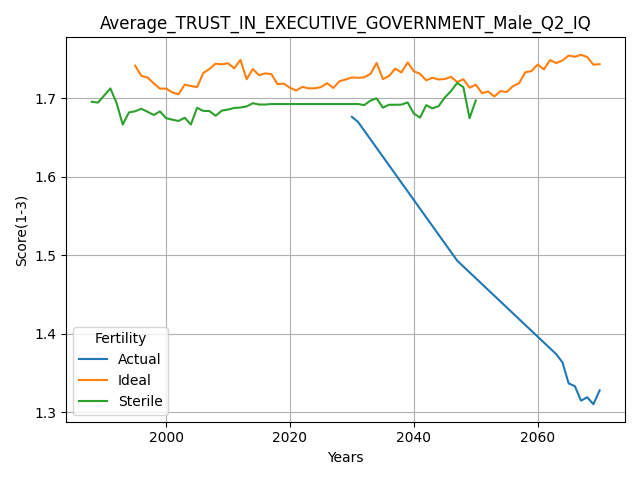 Average_TRUST_IN_EXECUTIVE_GOVERNMENT_Male_Q2_IQ
Score(1-3)
1.7
1.6
1.5
1.4
1.3
Fertility
Actual
Ideal
Sterile
2000
2020
2040
2060
Years